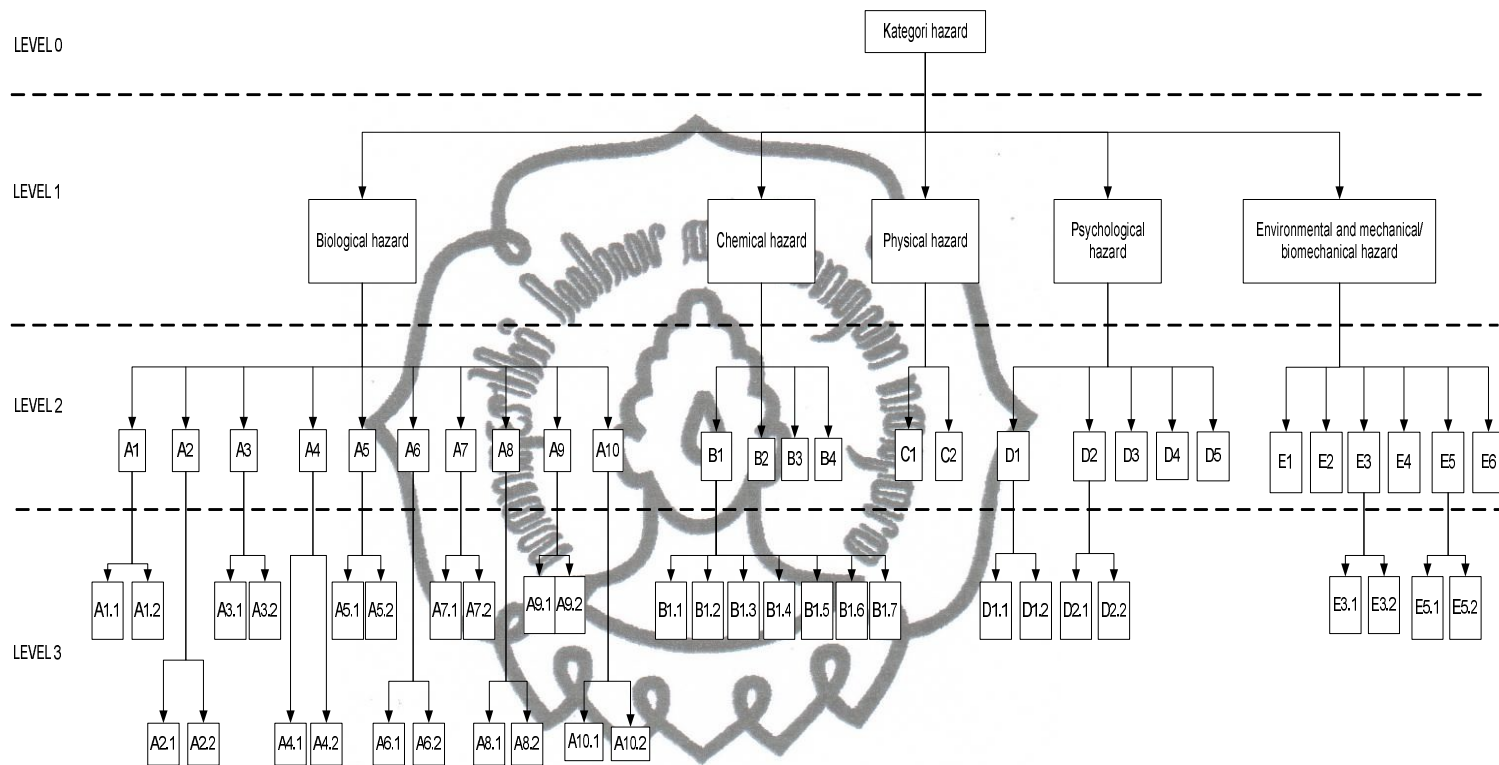 LEVEL 0
Kategori hazard
LEVEL 1
Biological hazard
Chemical hazard
Physical hazard
Psychological
hazard
Environmental and mechanical/
biomechanical hazard
LEVEL 2
A1
A2
A3
A4
A5
A6
A7
A8
A9
A10
B1
B2
B3
B4
C1
C2
D1
D2
D3
D4
D5
E1
E2
E3
E4
E5
E6
LEVEL 3
A1.1
A1.2
A3.1
A3.2
A5.1
A5.2
A7.1
A7.2
A9.1
A9.2
B1.1
B1.2
B1.3
B1.4
B1.5
B1.6
B1.7
D1.1
D1.2
D2.1
D2.2
E3.1
E3.2
E5.1
E5.2
A2.1
A2.2
A4.1
A4.2
A6.1
A6.2
A8.1
A8.2
A10.1
A10.2